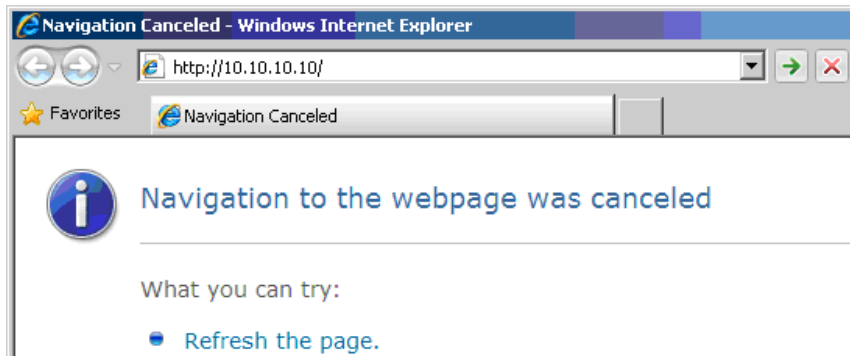 Navigation Canceled - Windows Internet Explorer
http://10.10.10.10/
Favorites Navigation Canceled
Navigation to the webpage was canceled
What you can try:
Refresh the page.